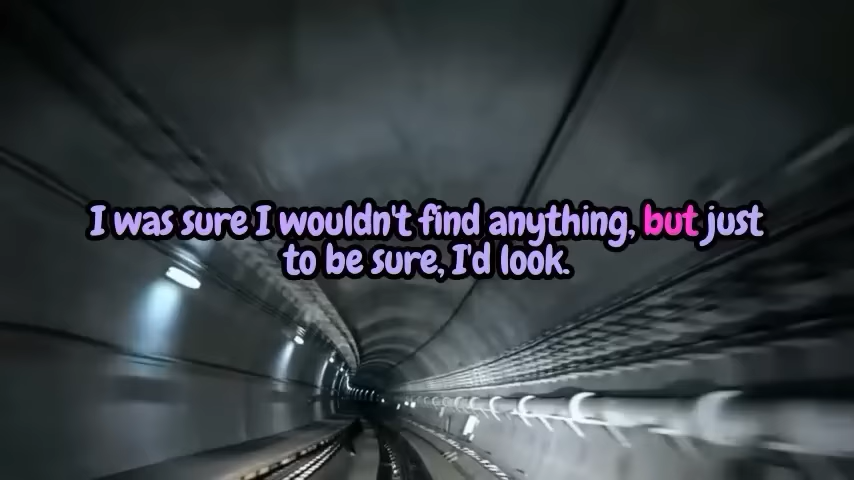 I was sure I wouldn't find anything, but just
to be sure, I'd look.